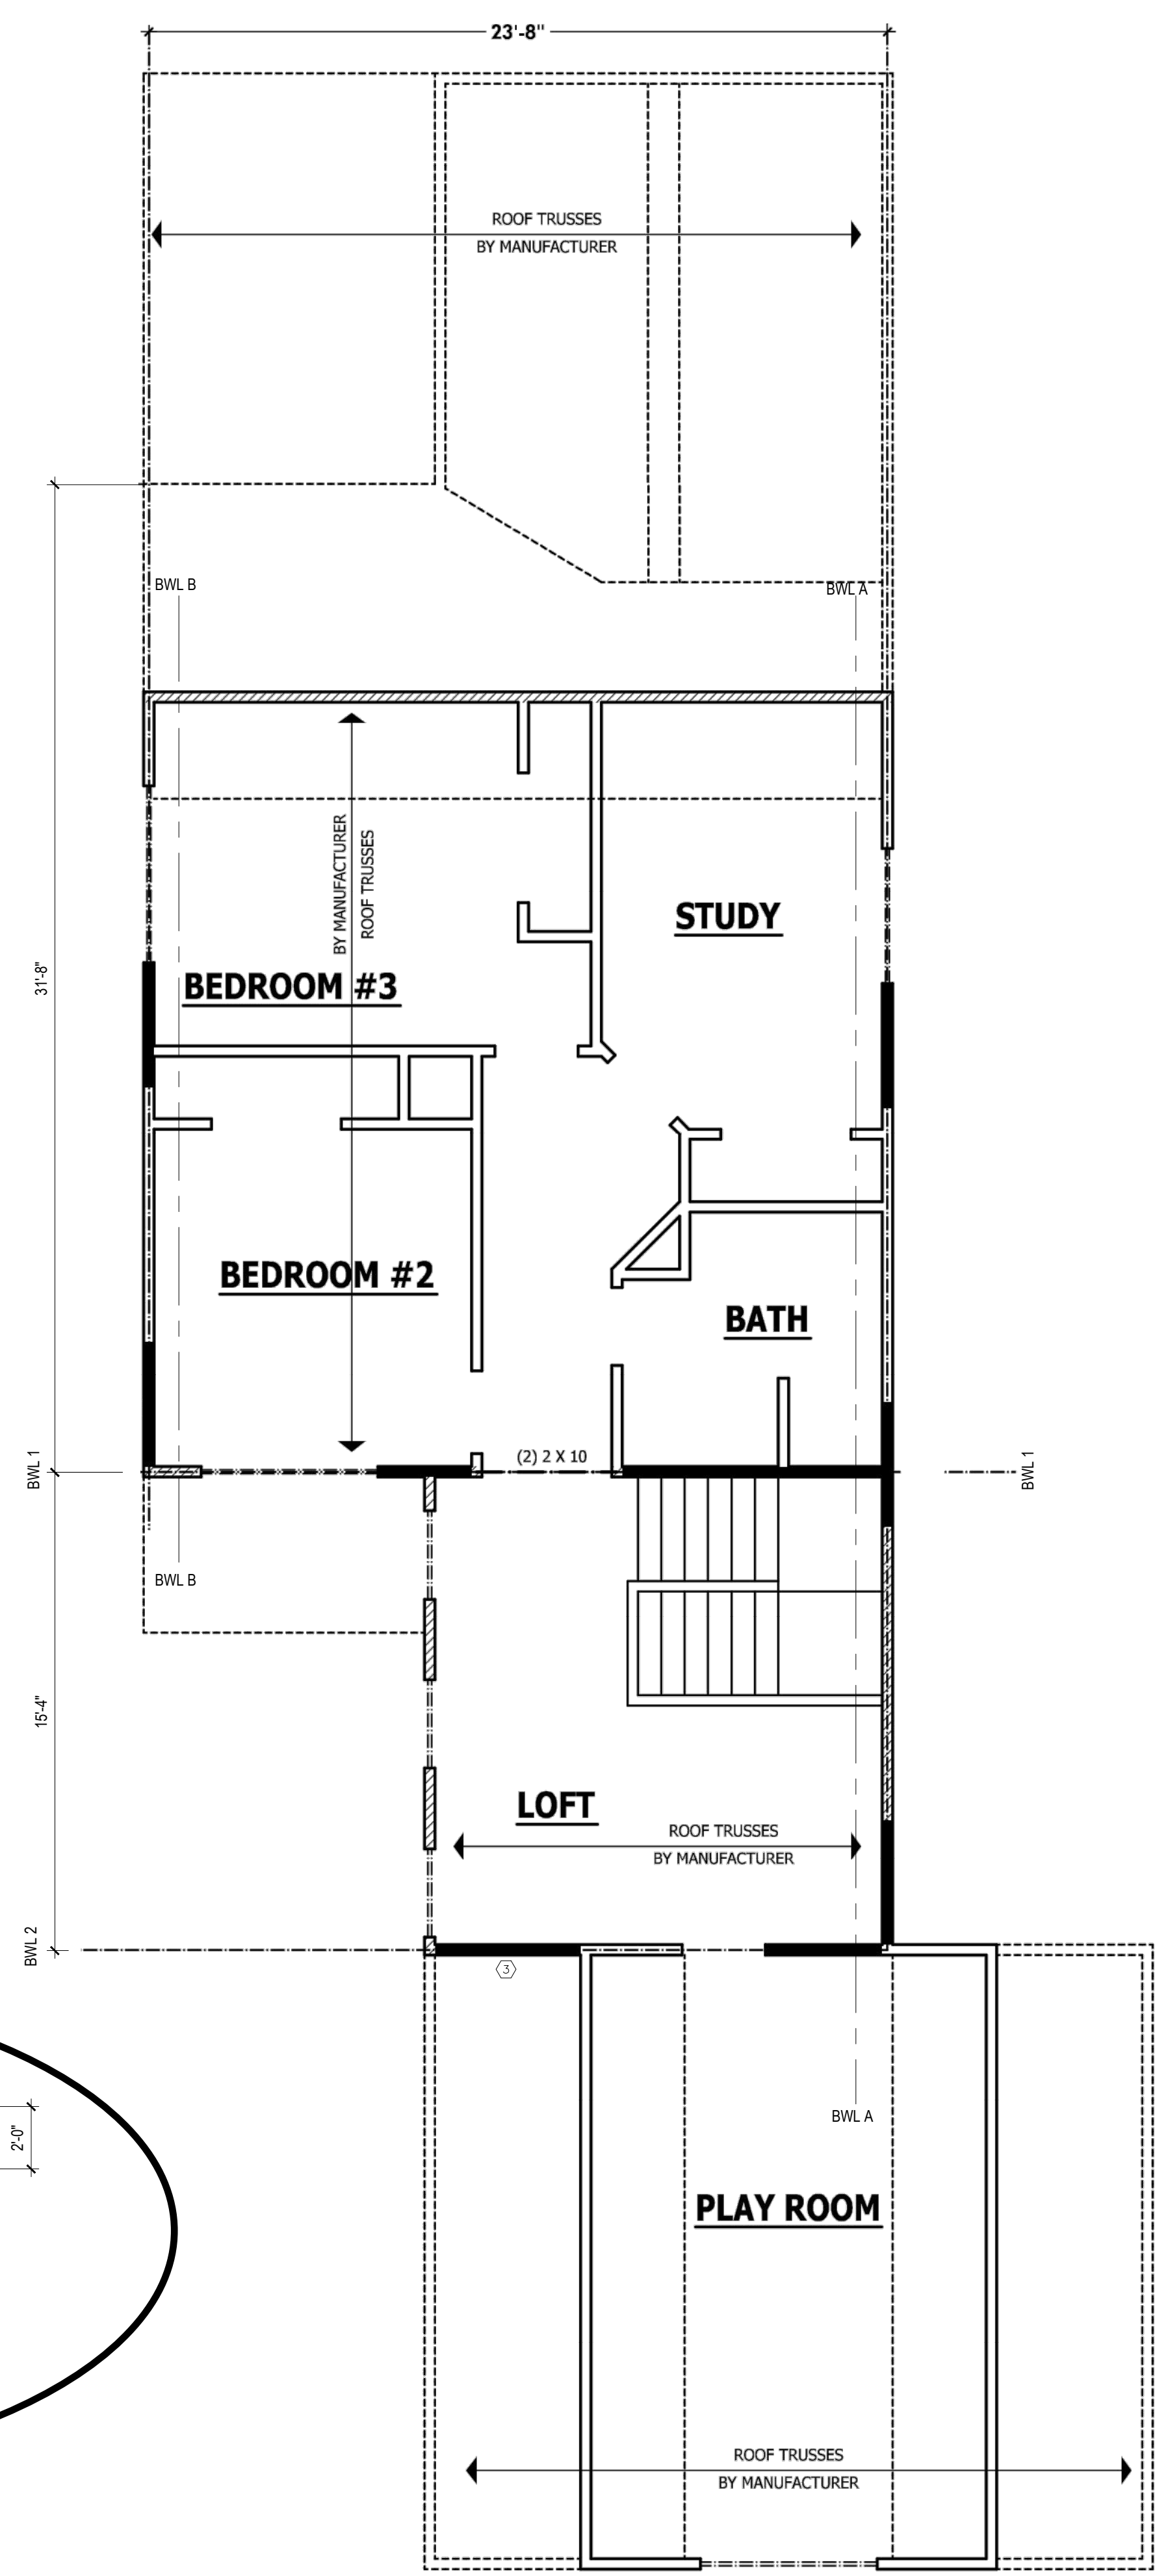 23'-8"
ROOF TRUSSES
BY MANUFACTURER
BWL B
BWL A
BY MANUFACTURER
ROOF TRUSSES
STUDY
31'-8"
BEDROOM #3
BEDROOM #2
BATH
(2) 2 X 10
BWL 1
BWL 1
BWL B
15'-4"
LOFT
ROOF TRUSSES
BY MANUFACTURER
BWL 2
3
BWL A
2'-0"
PLAY ROOM
ROOF TRUSSES
BY MANUFACTURER